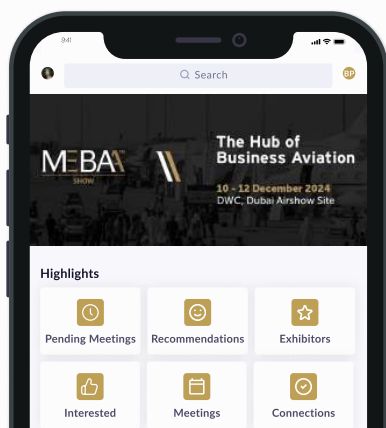 9:41
Search
BP
MEBAA
SHOW
The Hub of
Business Aviation
10 - 12 December 2024
DWC, Dubai Airshow Site
Highlights
Pending Meetings
Recommendations
Exhibitors
Interested
Meetings
Connections